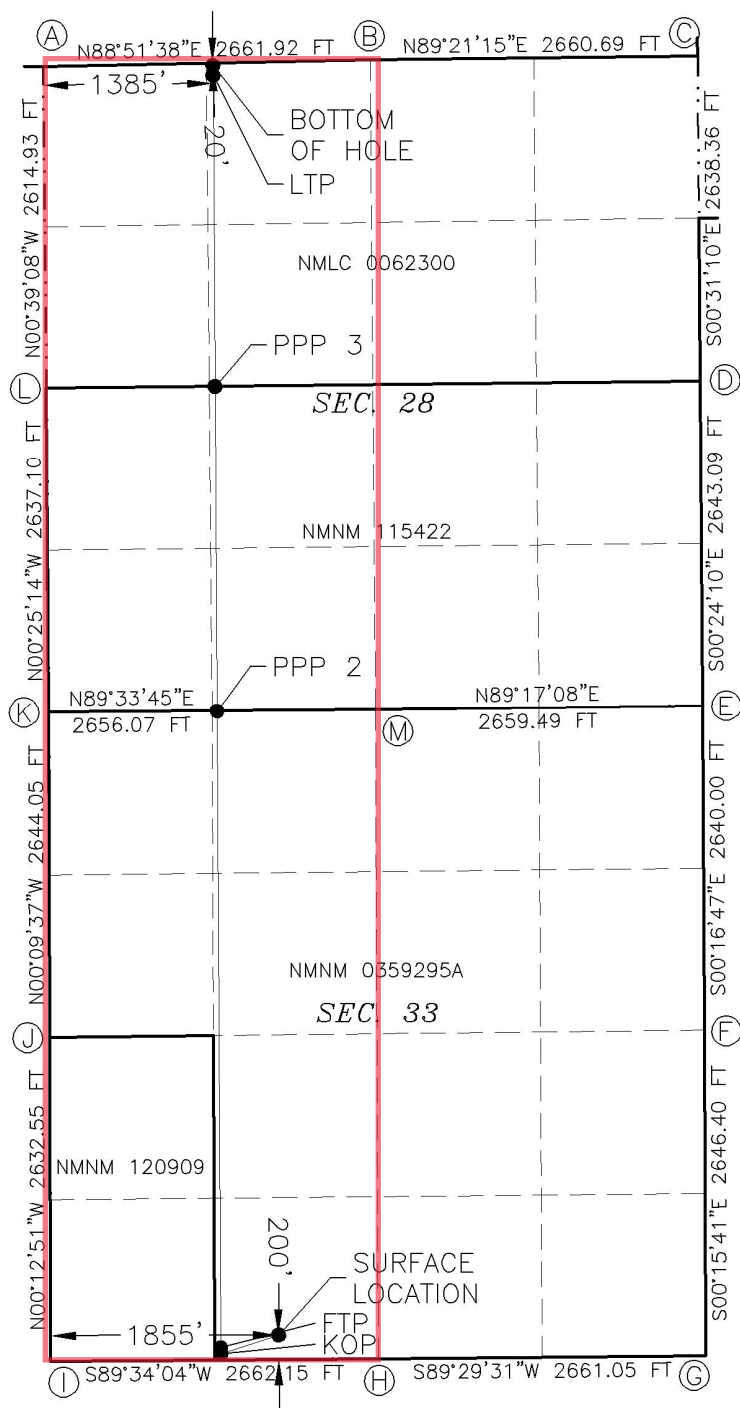 A
B
C
N88°51'38"E 2661.92 FT
N89°21'15"E 2660.69 FT
1385'
20'
BOTTOM
OF HOLE
LTP
N00°39'08"W 2614.93 FT
S00°31'10"E 2638.36 FT
NMLC 0062300
PPP 3
L
D
SEC. 28
N00°25'14"W 2637.10 FT
S00°24'10"E 2643.09 FT
NMNM 115422
PPP 2
K
N89°33'45"E
2656.07 FT
N89°17'08"E
2659.49 FT
E
M
N00°09'37"W 2644.05 FT
S00°16'47"E 2640.00 FT
NMNM 0359295A
SEC. 33
J
F
N00°12'51"W 2632.55 FT
S00°15'41"E 2646.40 FT
NMNM 120909
200'
SURFACE
LOCATION
1855'
FTP
KOP
I
S89°34'04"W 2662.15 FT
H
S89°29'31"W 2661.05 FT
G